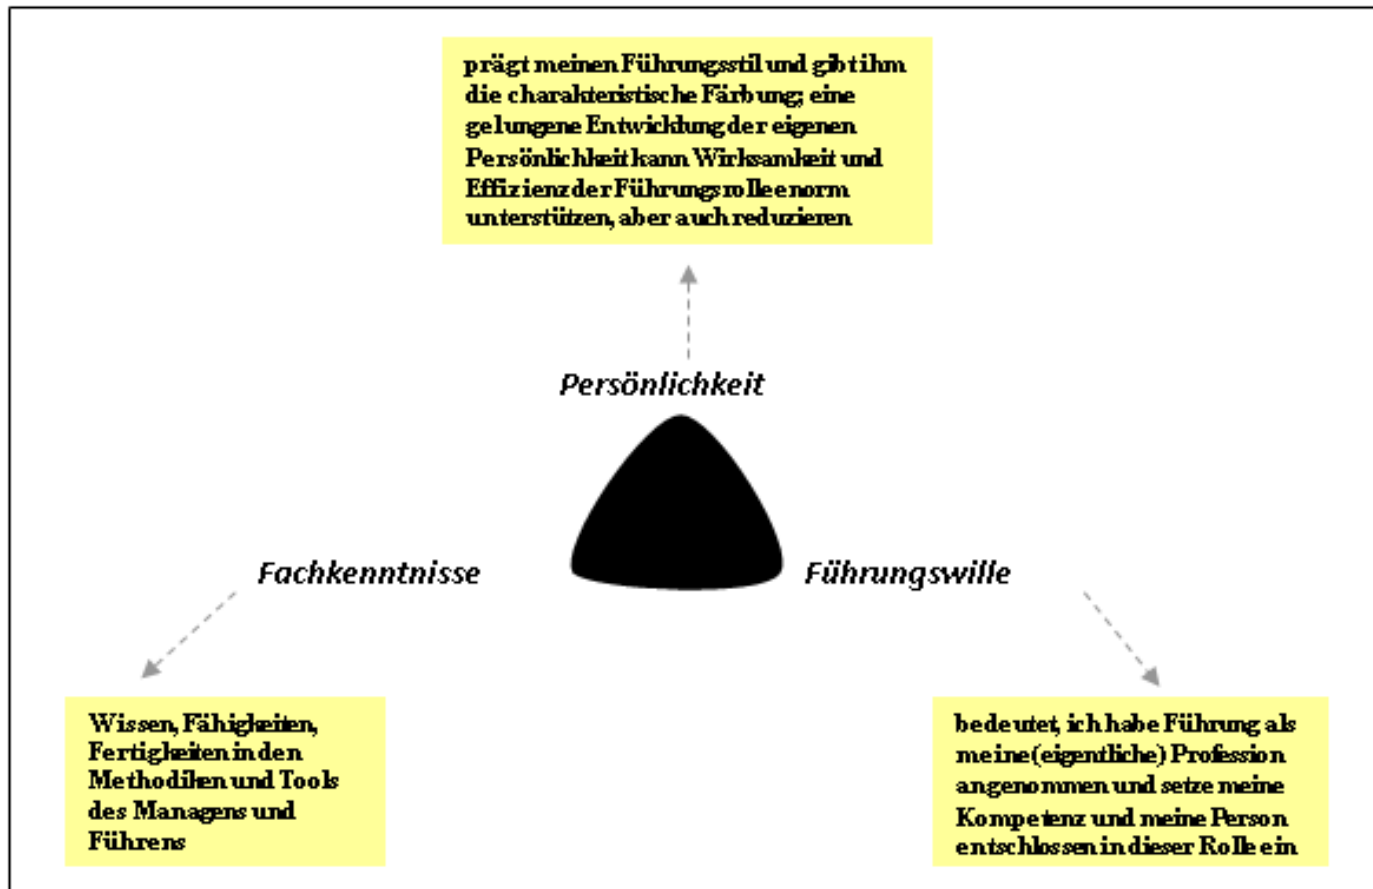 prägt meinen Führungsstil und gibt ihm
die charakteristische Färbung; eine
gelungene Entwicklung der eigenen
Persönlichkeit kann Wirksamkeit und
Effizienz der Führungsrolle enorm
unterstützen, aber auch reduzieren
Persönlichkeit
Fachkenntnisse
Führungswille
Wissen, Fähigkeiten,
Fertigkeiten in den
Methodiken und Tools
des Managens und
Führens
bedeutet, ich habe Führung als
meine (eigentliche) Profession
angenommen und setze meine
Kompetenz und meine Person
entschlossen in dieser Rolle ein